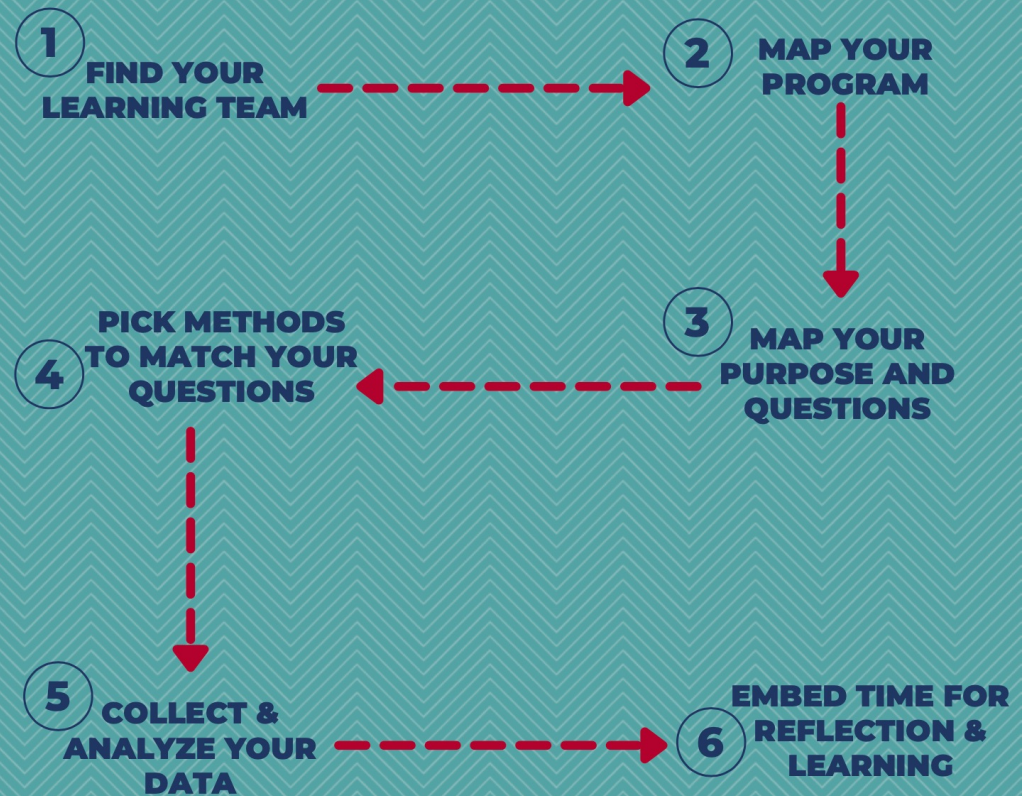 1
FIND YOUR
LEARNING TEAM
2
MAP YOUR
PROGRAM
3
MAP YOUR
PURPOSE AND
QUESTIONS
4
PICK METHODS
TO MATCH YOUR
QUESTIONS
5
COLLECT &
ANALYZE YOUR
DATA
6
EMBED TIME FOR
REFLECTION &
LEARNING